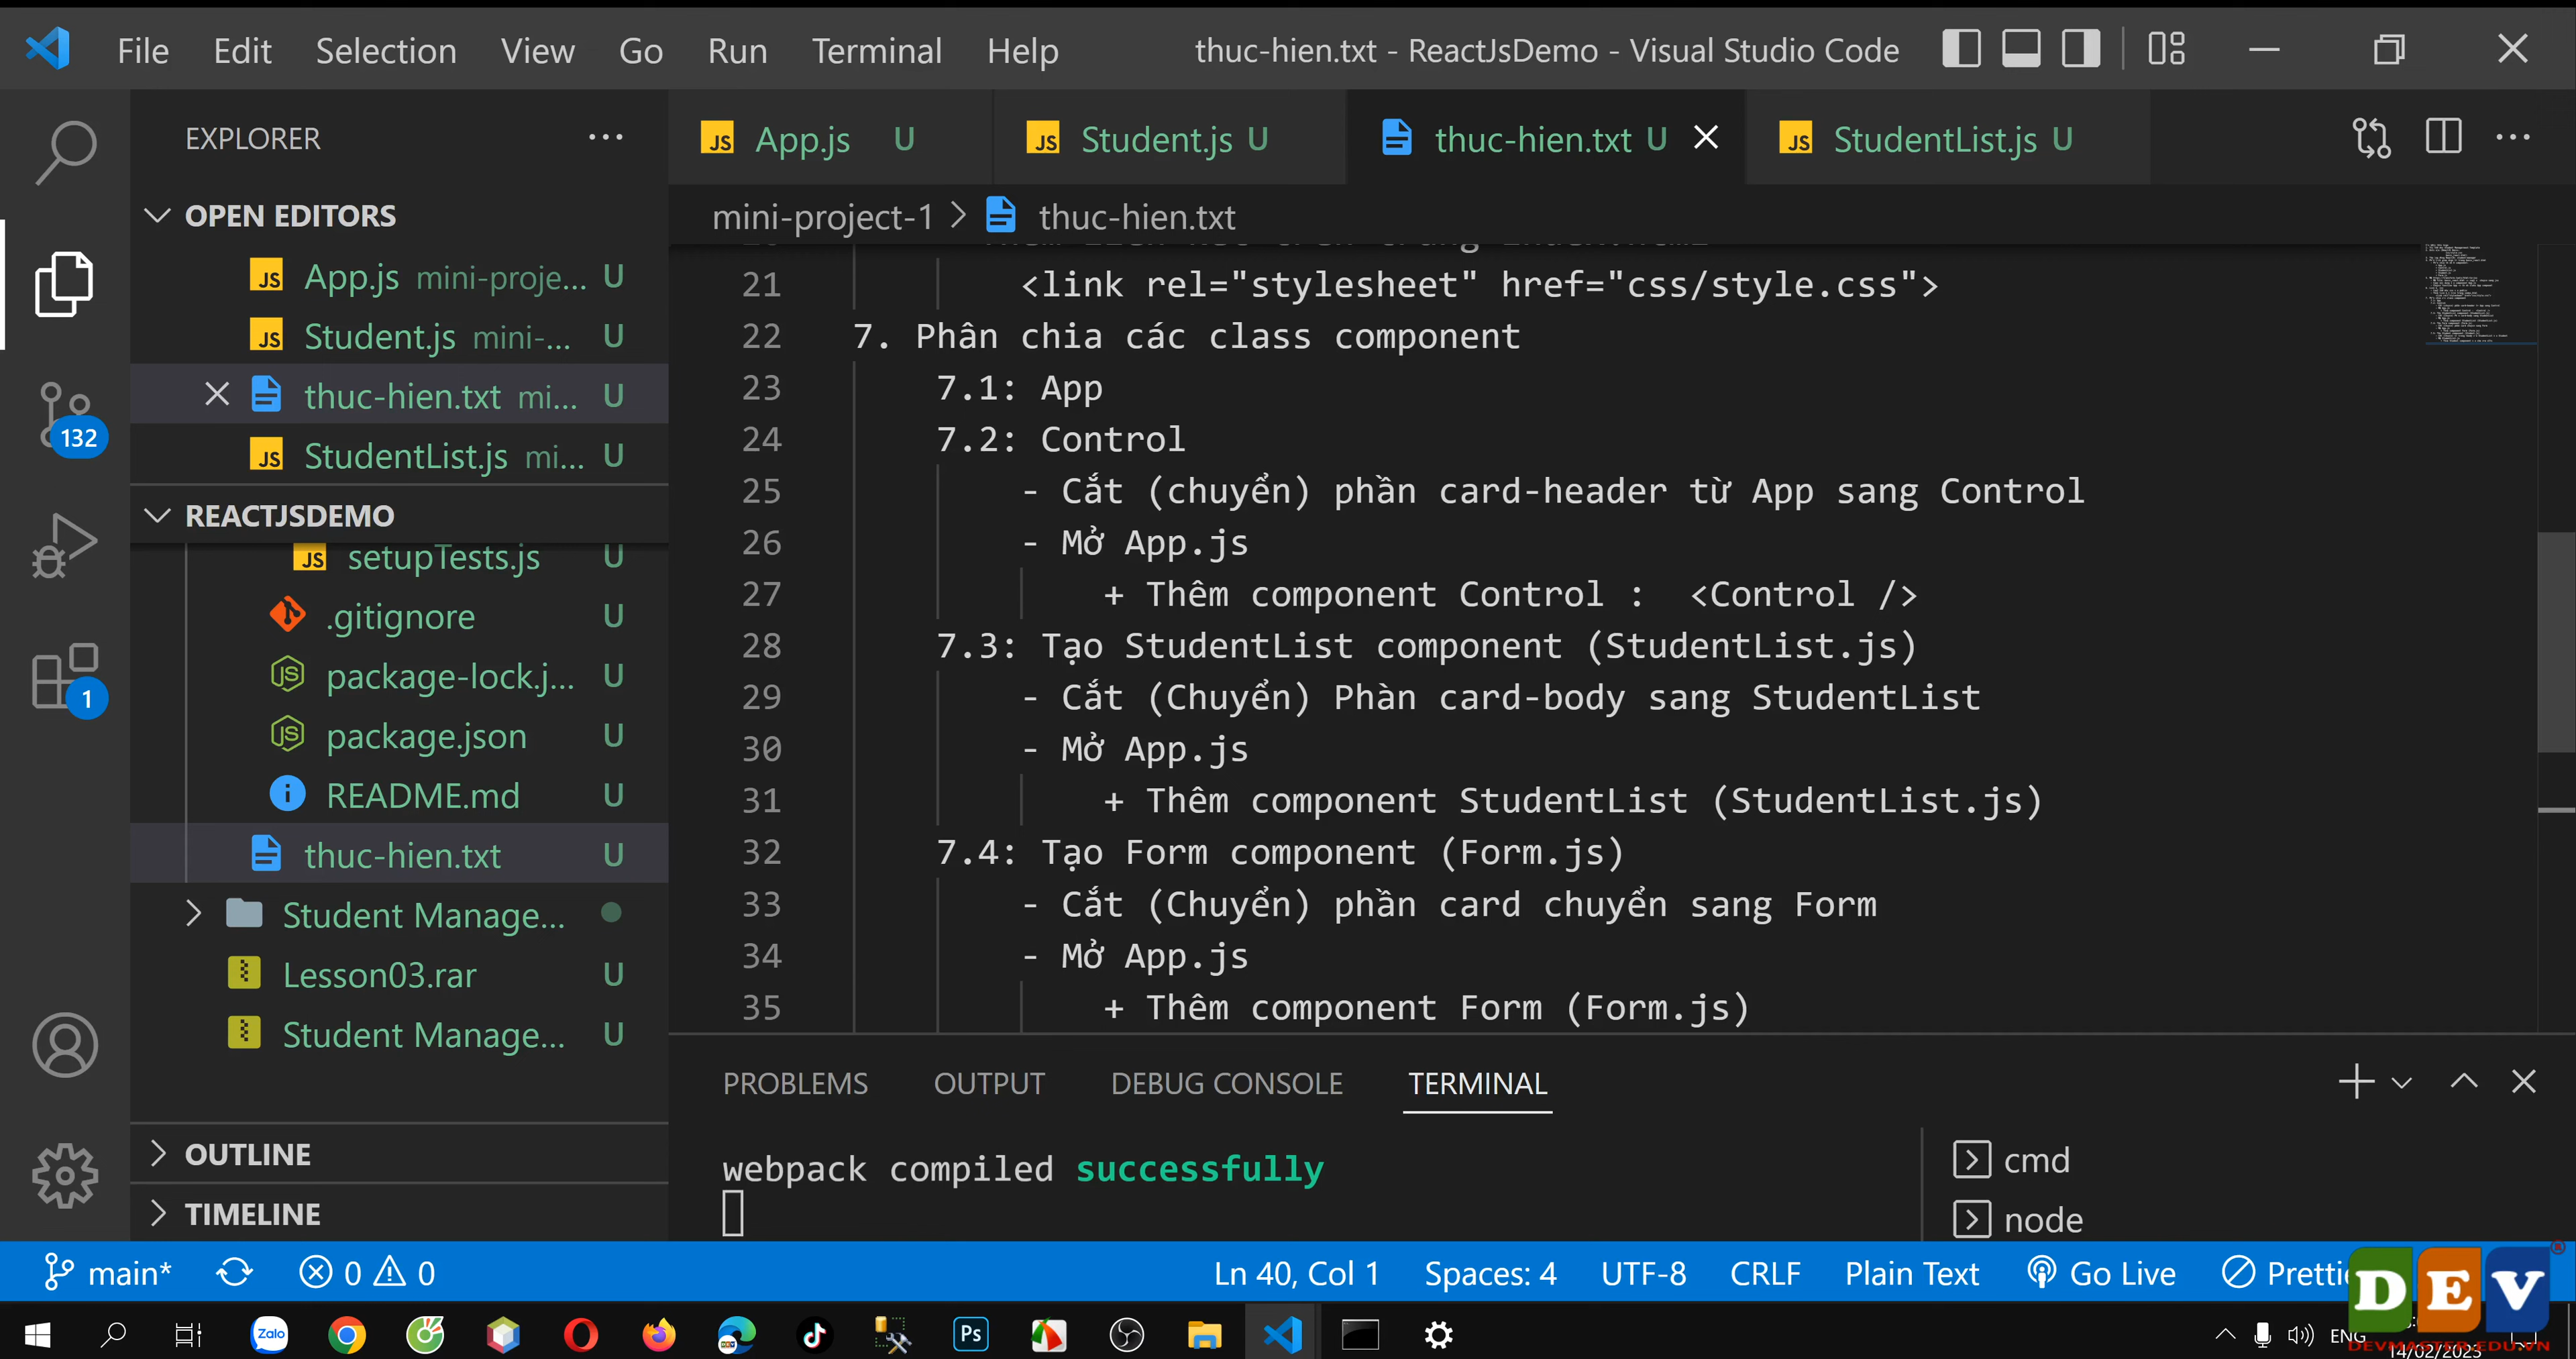 File Edit Selection View Go Run Terminal Help thuc-hien.txt - ReactJsDemo - Visual Studio Code
EXPLORER
OPEN EDITORS
App.js mini-proje... U
Student.js mini-... U
thuc-hien.txt mi... U
StudentList.js mi... U
REACTJSDEMO
setupTests.js U
.gitignore U
package-lock.j... U
package.json U
README.md U
thuc-hien.txt U
Student Manage...
Lesson03.rar U
Student Manage... U
OUTLINE
TIMELINE
132
1
App.js U Student.js U thuc-hien.txt U StudentList.js U
mini-project-1 > thuc-hien.txt
21 <link rel="stylesheet" href="css/style.css">
22 7. Phân chia các class component
23 7.1: App
24 7.2: Control
25 - Cắt (chuyển) phần card-header từ App sang Control
26 - Mở App.js
27 + Thêm component Control : <Control />
28 7.3: Tạo StudentList component (StudentList.js)
29 - Cắt (Chuyển) Phàn card-body sang StudentList
30 - Mở App.js
31 + Thêm component StudentList (StudentList.js)
32 7.4: Tạo Form component (Form.js)
33 - Cắt (Chuyển) phần card chuyển sang Form
34 - Mở App.js
35 + Thêm component Form (Form.js)
PROBLEMS OUTPUT DEBUG CONSOLE TERMINAL
webpack compiled successfully
cmd
node
main* 0 0 Ln 40, Col 1 Spaces: 4 UTF-8 CRLF Plain Text Go Live
DEV
DEVMASTER.EDU.VN
Zalo Ps ENG
14/02/2023